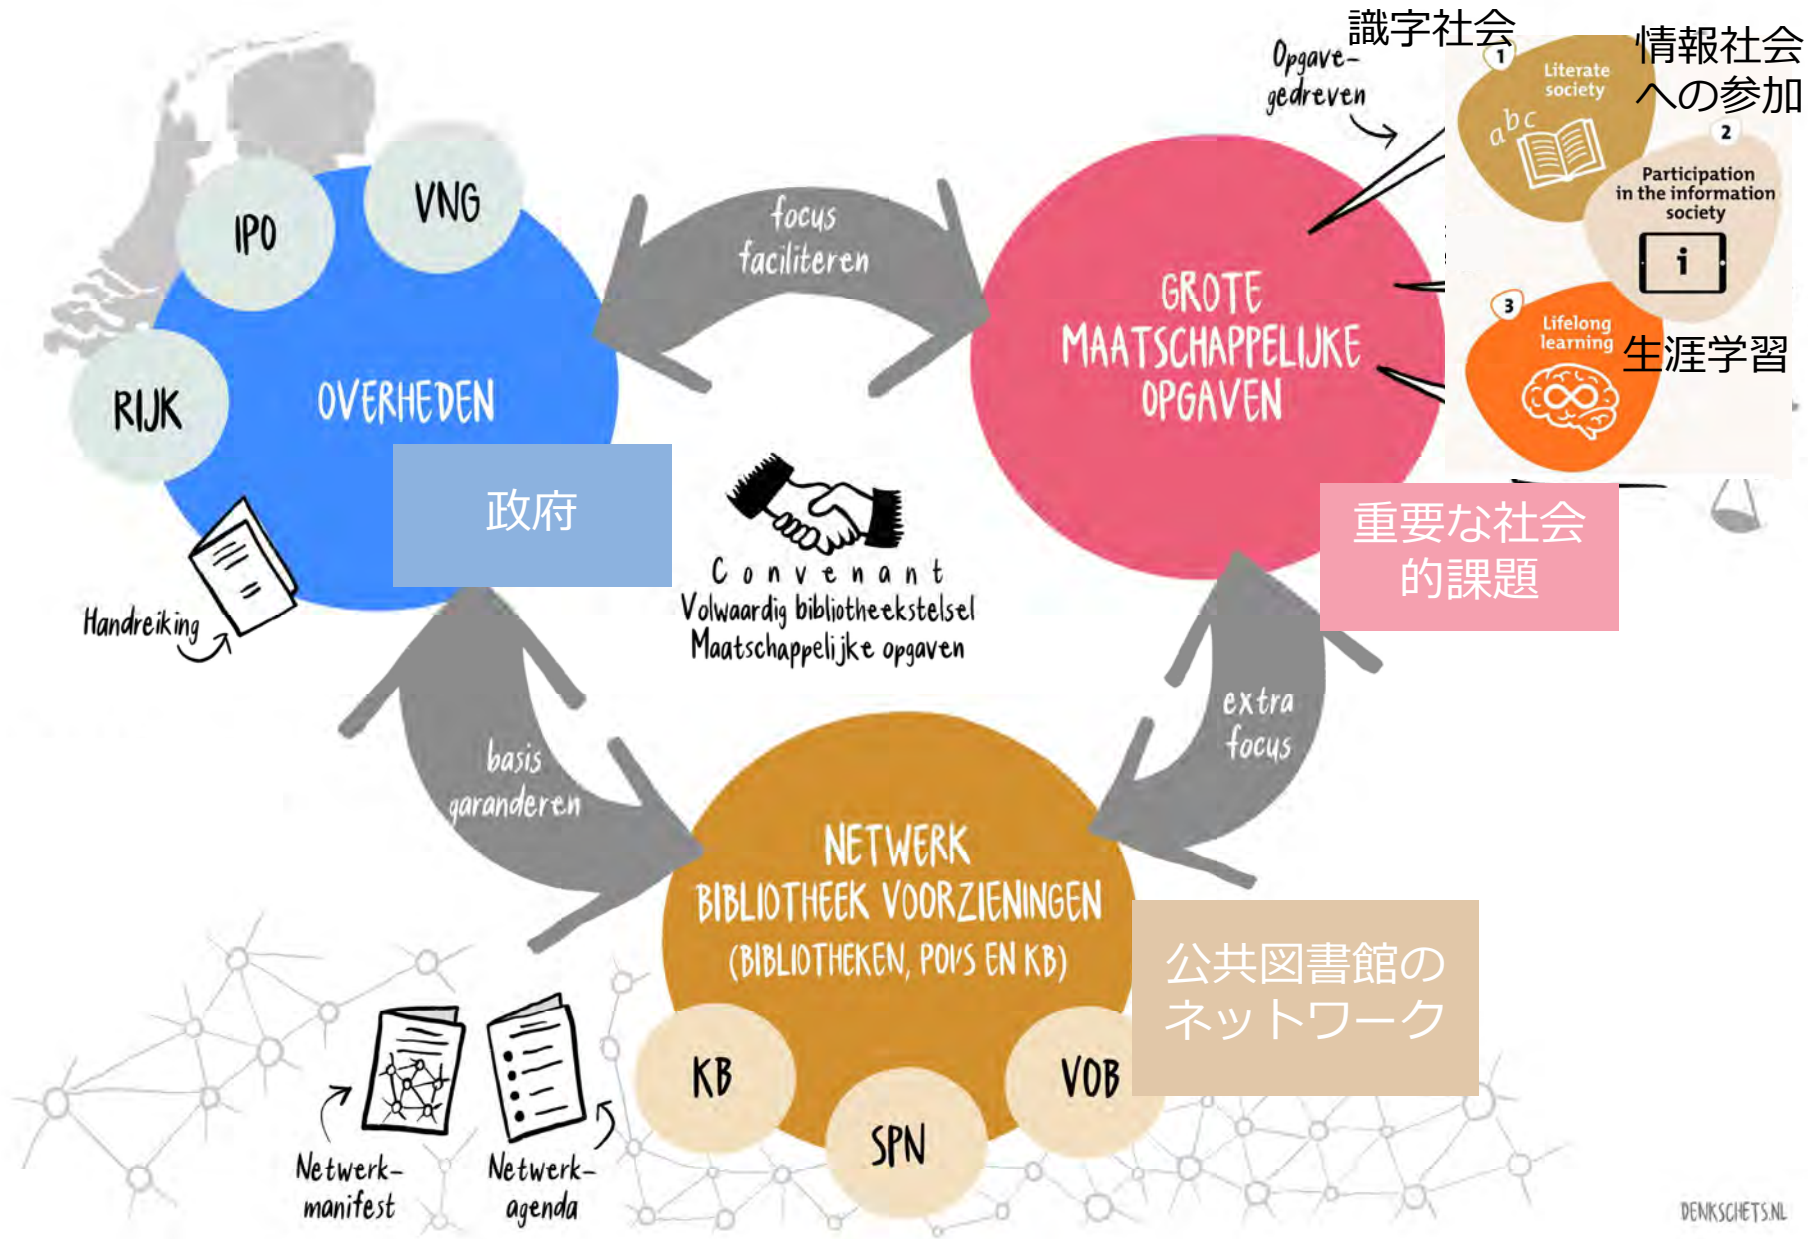 識字社会
情報社会
への参加
Opgave-
gedreven
1
Literate
society
abc
2
Participation
in the information
society
i
3
Lifelong
learning
生涯学習
IPO
VNG
RIJK
OVERHEDEN
政府
focus
faciliteren
GROTE
MAATSCHAPPELIJKE
OPGAVEN
重要な社会
的課題
Handreiking
Convenant
Volwaardig bibliotheekstelsel
Maatschappelijke opgaven
basis
garanderen
extra
focus
NETWERK
BIBLIOTHEEK VOORZIENINGEN
(BIBLIOTHEKEN, POI'S EN KB)
公共図書館の
ネットワーク
KB
SPN
VOB
Netwerk-
manifest
Netwerk-
agenda
DENKSCHETS.NL